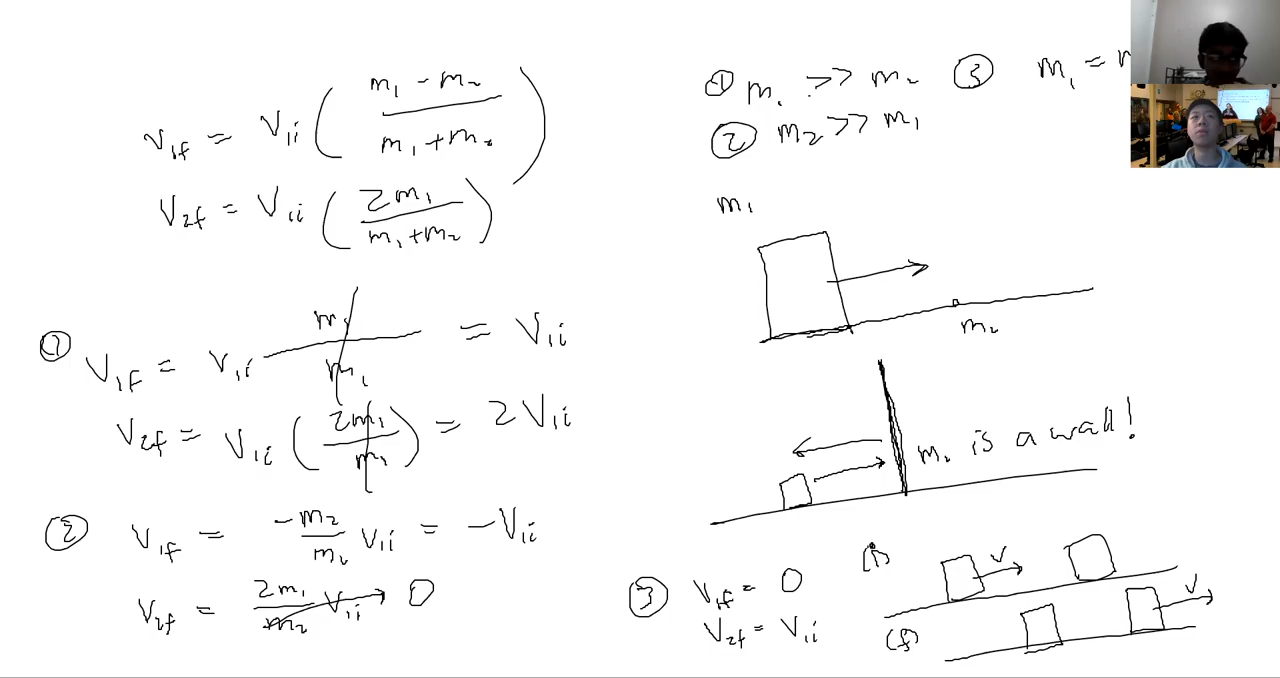 v₁f = v₁ᵢ ( (m₁ - m₂) / (m₁ + m₂) )
v₂f = v₁ᵢ ( 2m₁ / (m₁ + m₂) )
① m₁ >> m₂
③ m₁ =
② m₂ >> m₁
m₁
m₂
① v₁f = v₁ᵢ m₁ / m₁ = v₁ᵢ
v₂f = v₁ᵢ ( 2m₁ / m₁ ) = 2v₁ᵢ
m₂ is a wall!
② v₁f = -m₂ / m₂ v₁ᵢ = -v₁ᵢ
v₂f = 2m₁ / m₂ v₁ᵢ → 0
③ v₁f = 0
v₂f = v₁ᵢ
(i) v
(f) v